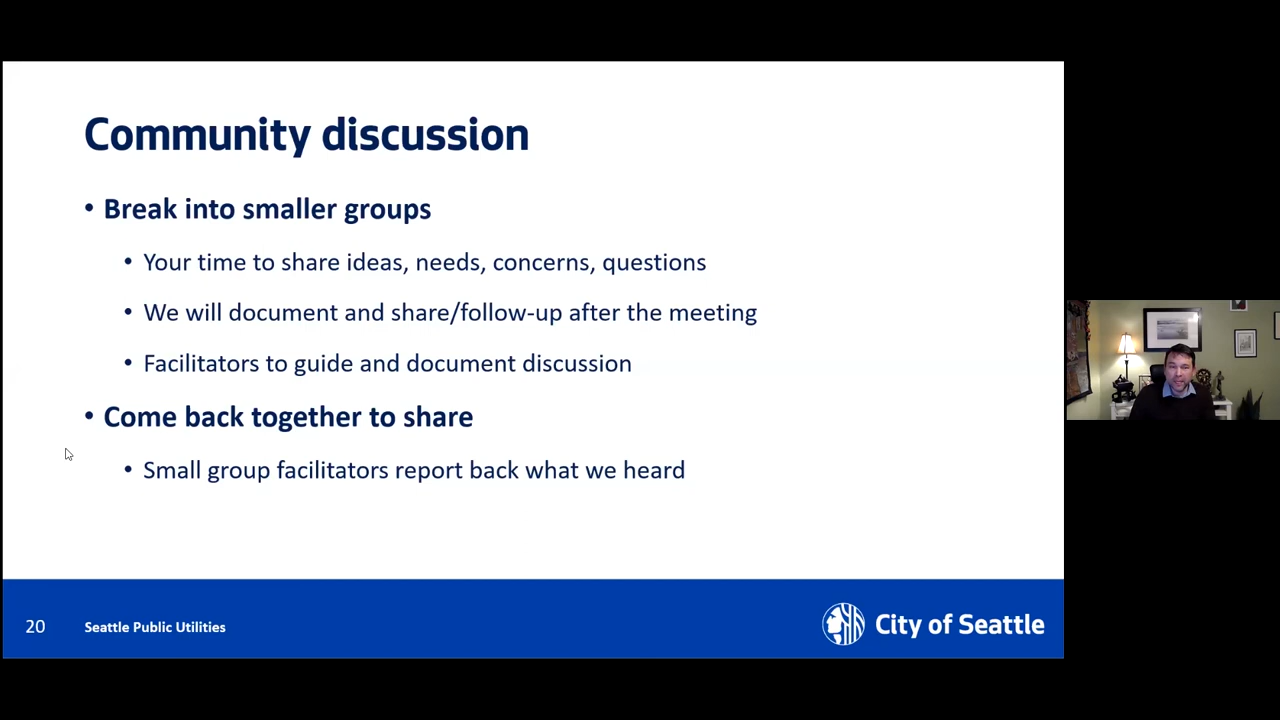 Community discussion
• Break into smaller groups
• Your time to share ideas, needs, concerns, questions
• We will document and share/follow-up after the meeting
• Facilitators to guide and document discussion
• Come back together to share
• Small group facilitators report back what we heard
20 Seattle Public Utilities
City of Seattle